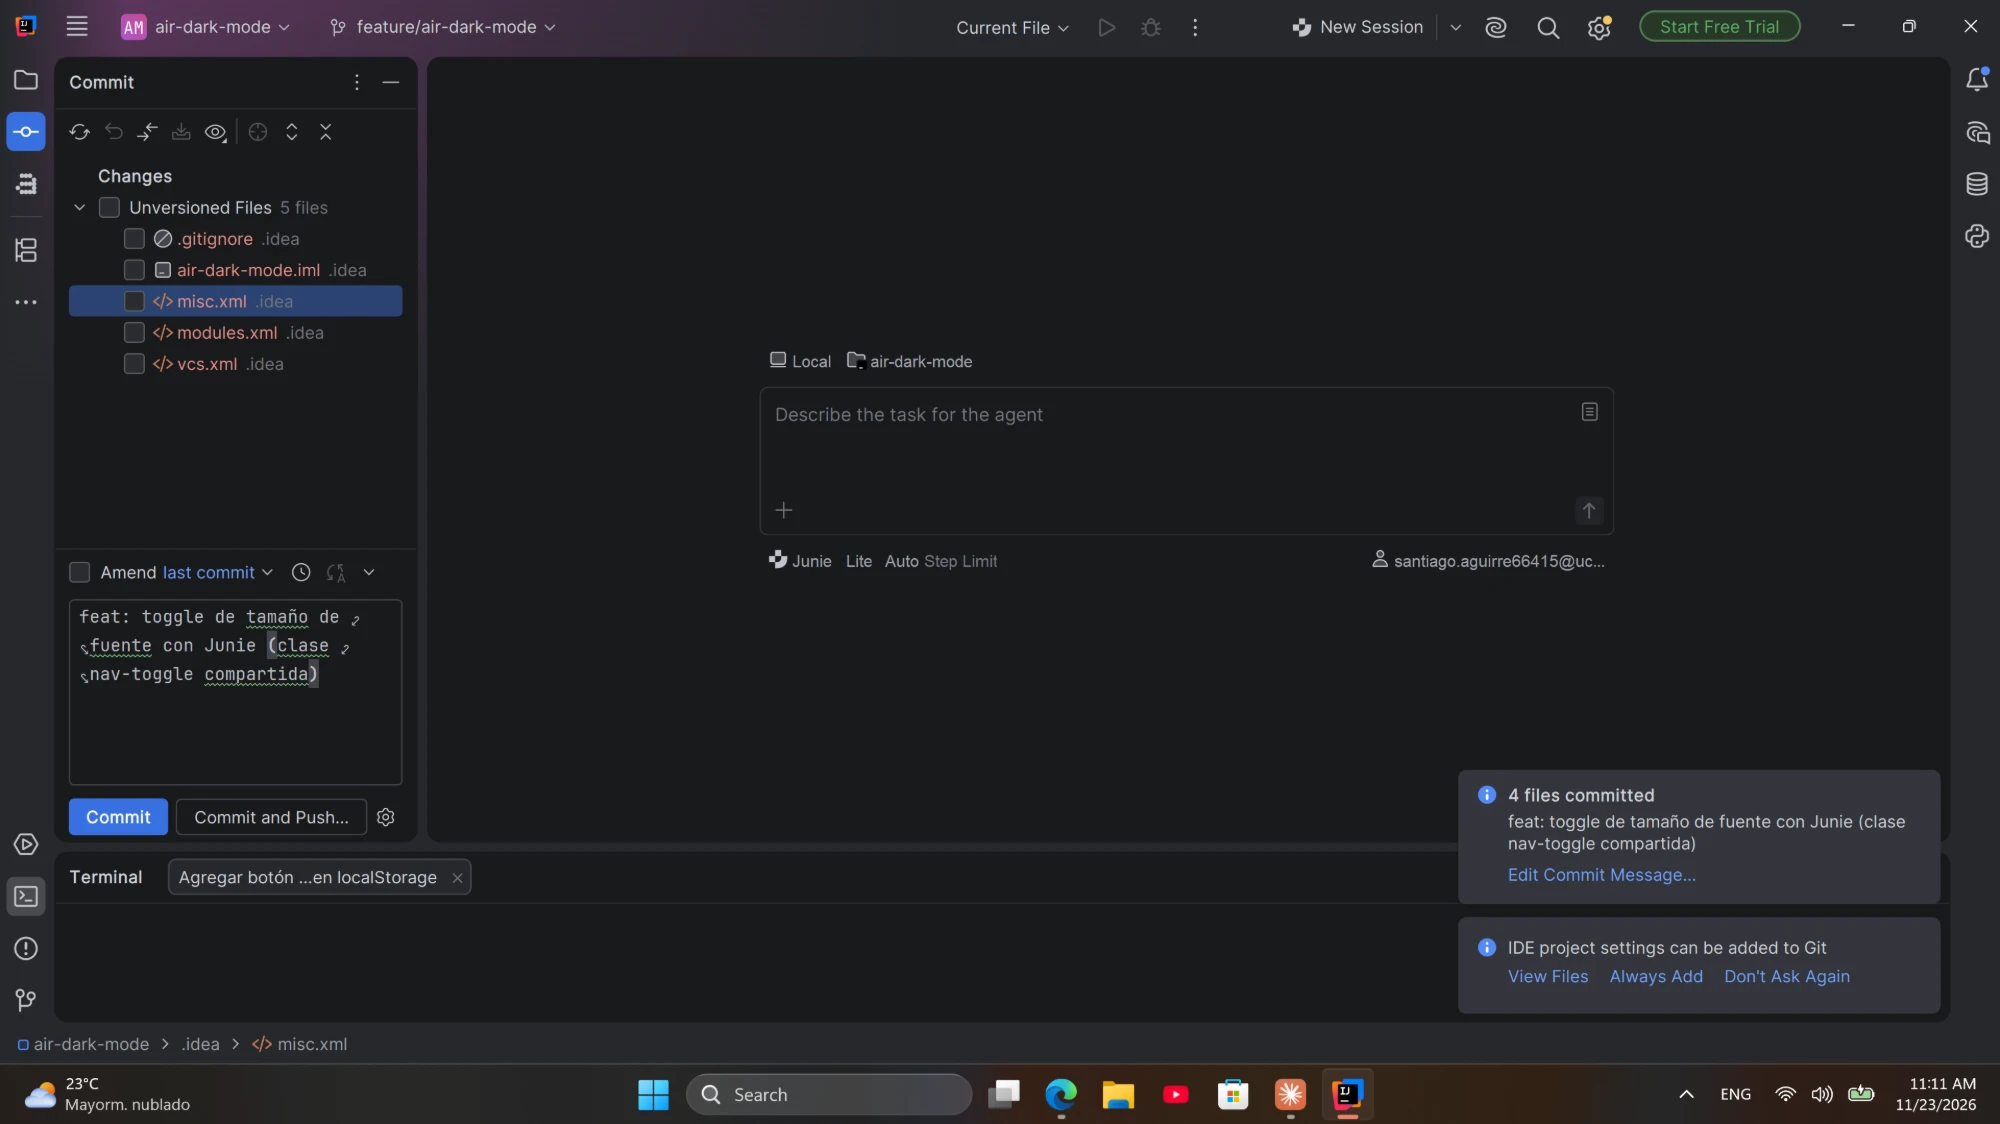 AM air-dark-mode
feature/air-dark-mode
Current File
New Session
Start Free Trial
Commit
Changes
Unversioned Files 5 files
.gitignore .idea
air-dark-mode.iml .idea
</> misc.xml .idea
</> modules.xml .idea
</> vcs.xml .idea
Amend last commit
feat: toggle de tamaño de
fuente con Junie (clase
nav-toggle compartida)
Commit
Commit and Push...
Local
air-dark-mode
Describe the task for the agent
Junie
Lite
Auto Step Limit
santiago.aguirre66415@uc...
4 files committed
feat: toggle de tamaño de fuente con Junie (clase
nav-toggle compartida)
Edit Commit Message...
Terminal
Agregar botón ...en localStorage
IDE project settings can be added to Git
View Files
Always Add
Don't Ask Again
air-dark-mode > .idea > </> misc.xml
23°C
Mayorm. nublado
Search
IJ
ENG
11:11 AM
11/23/2026